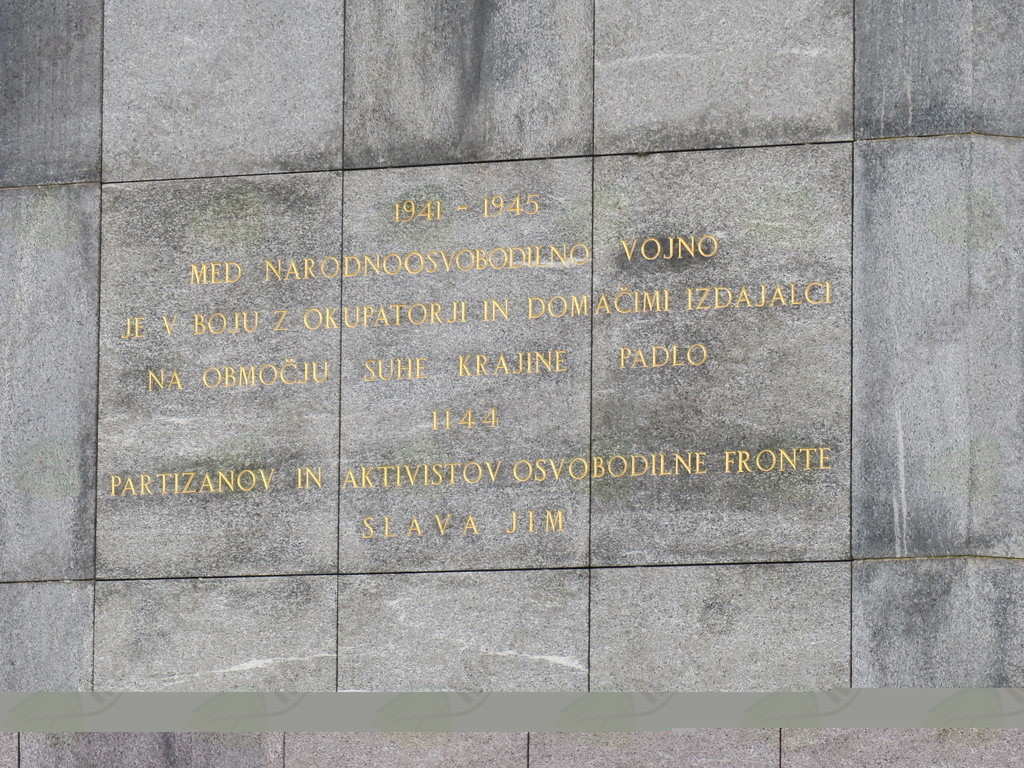 1941 - 1945
MED NARODNOOSVOBODILNO VOJNO
JE V BOJU Z OKUPATORJI IN DOMAČIMI IZDAJALCI
NA OBMOČJU SUHE KRAJINE PADLO
1144
PARTIZANOV IN AKTIVISTOV OSVOBODILNE FRONTE
SLAVA JIM